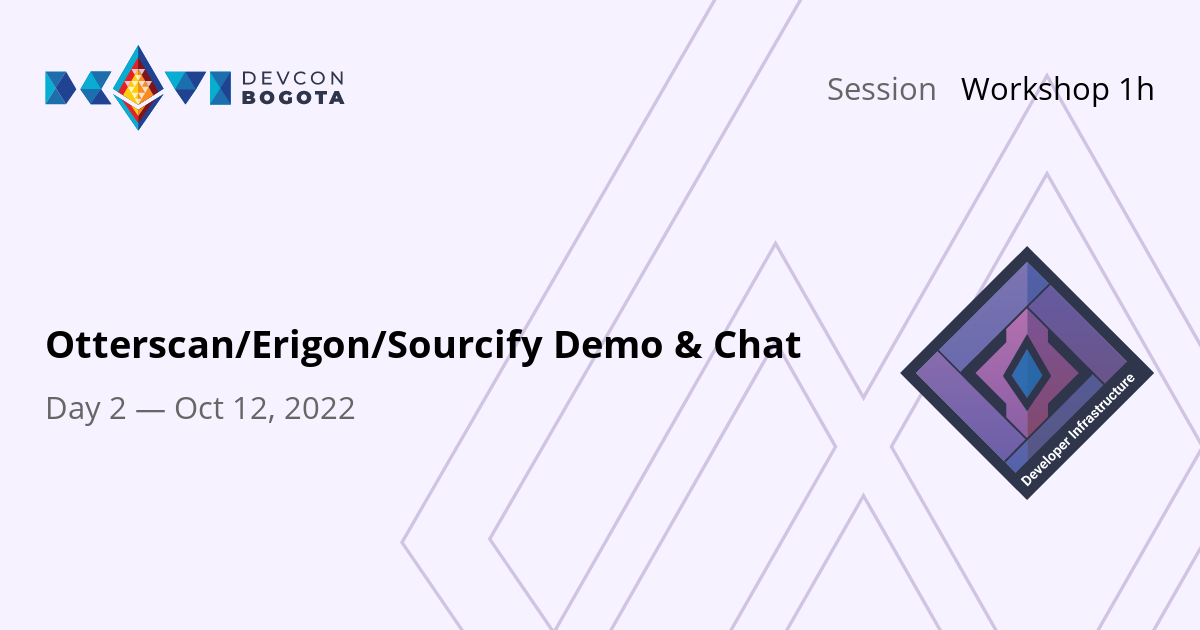 DEVCON
BOGOTA
Session Workshop 1h
Otterscan/Erigon/Sourcify Demo & Chat
Day 2 — Oct 12, 2022
Developer Infrastructure